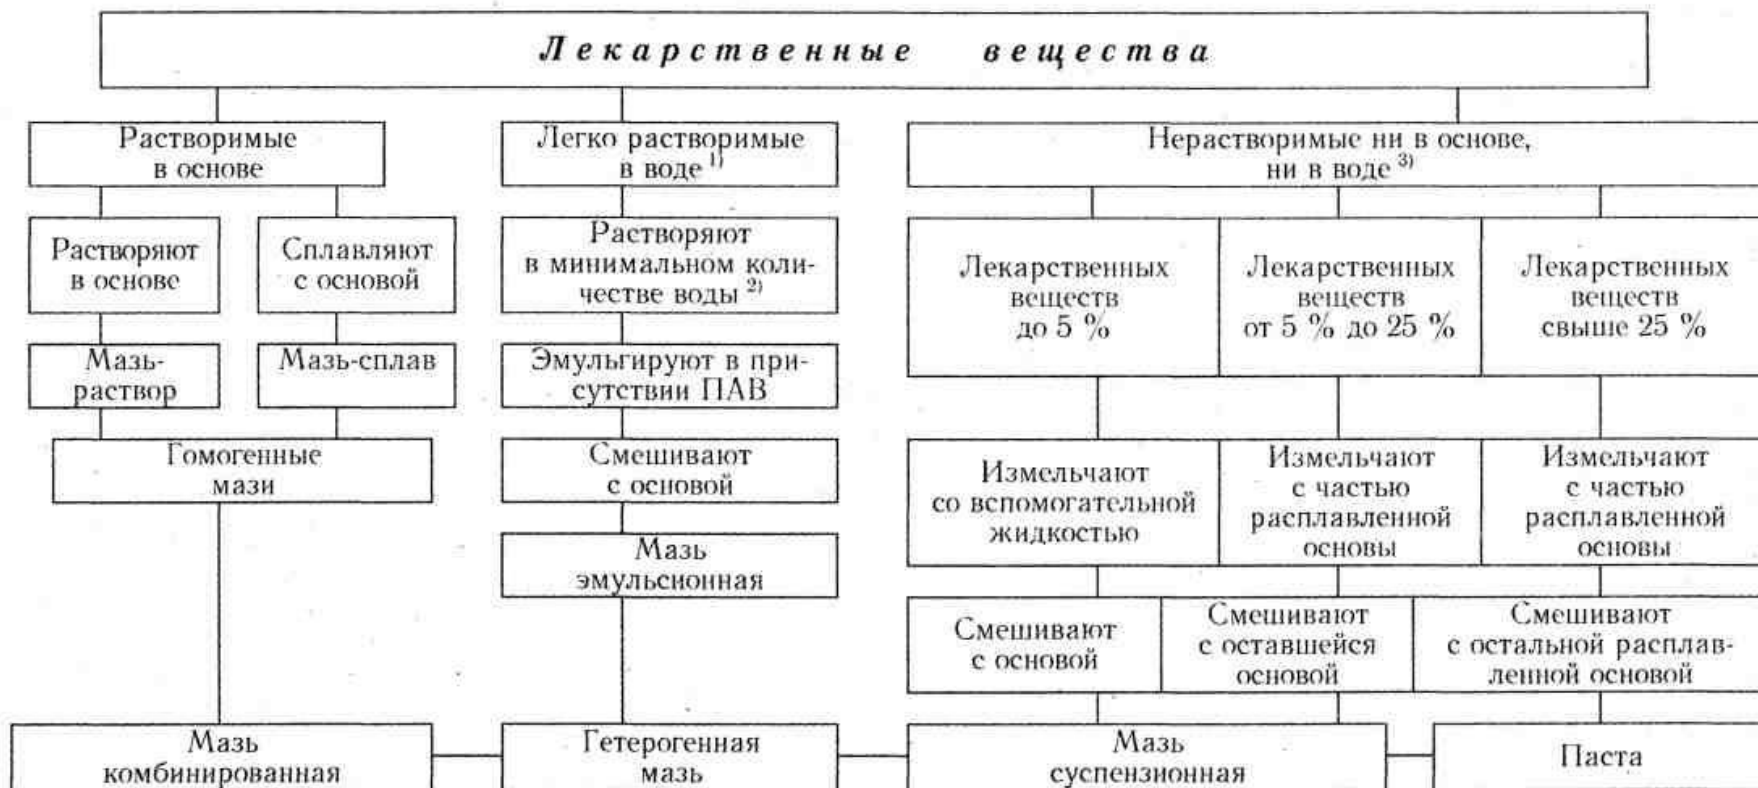 Лекарственные вещества
Растворимые
в основе
Легко растворимые
в воде 1)
Нерастворимые ни в основе,
ни в воде 3)
Растворяют
в основе
Сплавляют
с основой
Растворяют
в минимальном коли-
честве воды 2)
Лекарственных
веществ
до 5 %
Лекарственных
веществ
от 5 % до 25 %
Лекарственных
веществ
свыше 25 %
Мазь-
раствор
Мазь-сплав
Эмульгируют в при-
сутствии ПАВ
Гомогенные
мази
Смешивают
с основой
Измельчают
со вспомогательной
жидкостью
Измельчают
с частью
расплавленной
основы
Измельчают
с частью
расплавленной
основы
Мазь
эмульсионная
Смешивают
с основой
Смешивают
с оставшейся
основой
Смешивают
с остальной расплав-
ленной основой
Мазь
комбинированная
Гетерогенная
мазь
Мазь
суспензионная
Паста